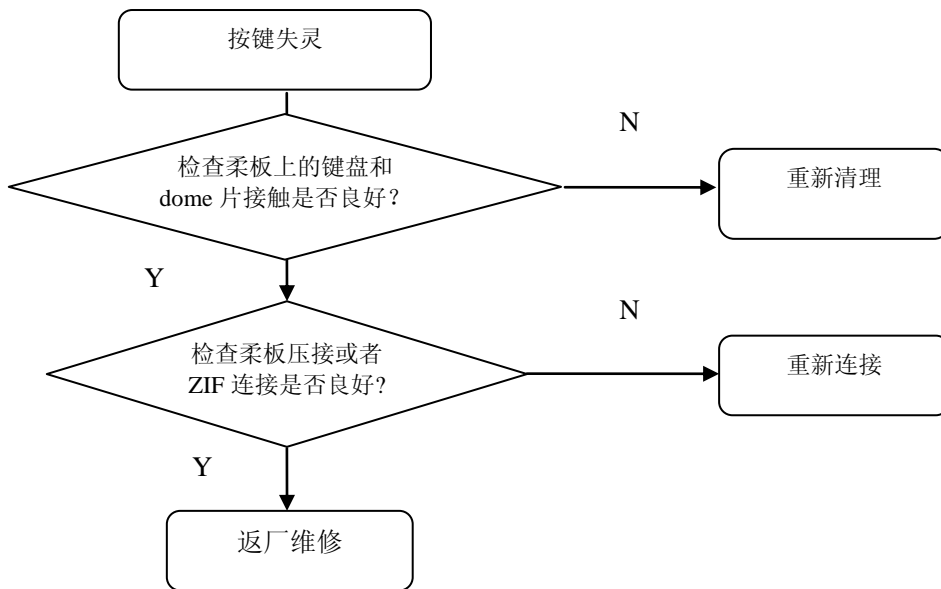 按键失灵
N
检查柔板上的键盘和
dome 片接触是否良好？
重新清理
Y
N
检查柔板压接或者
ZIF 连接是否良好?
重新连接
Y
返厂维修